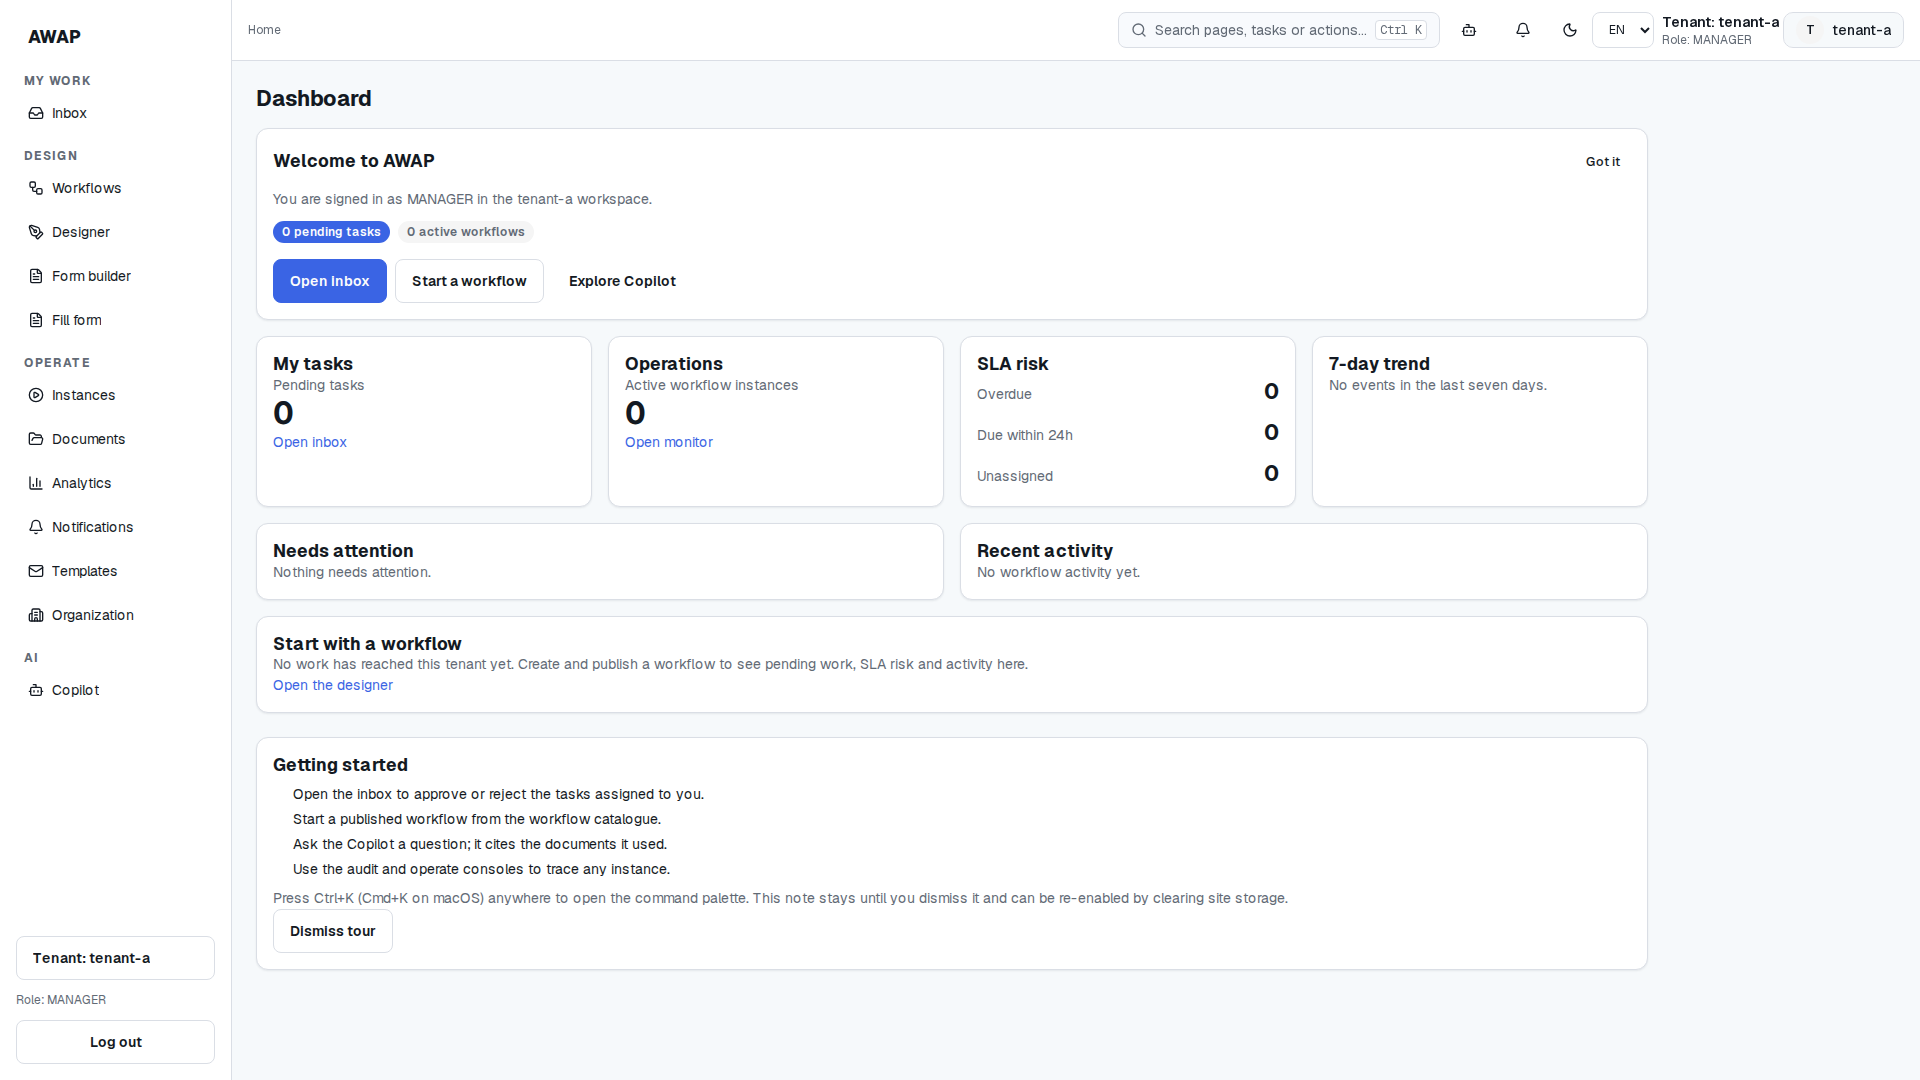 AWAP
MY WORK
Inbox
DESIGN
Workflows
Designer
Form builder
Fill form
OPERATE
Instances
Documents
Analytics
Notifications
Templates
Organization
AI
Copilot
Tenant: tenant-a
Role: MANAGER
Log out
Home
Search pages, tasks or actions... Ctrl K
EN
Tenant: tenant-a
Role: MANAGER
T tenant-a
Dashboard
Welcome to AWAP
Got it
You are signed in as MANAGER in the tenant-a workspace.
0 pending tasks 0 active workflows
Open Inbox Start a workflow Explore Copilot
My tasks
Pending tasks
0
Open inbox
Operations
Active workflow instances
0
Open monitor
SLA risk
Overdue 0
Due within 24h 0
Unassigned 0
7-day trend
No events in the last seven days.
Needs attention
Nothing needs attention.
Recent activity
No workflow activity yet.
Start with a workflow
No work has reached this tenant yet. Create and publish a workflow to see pending work, SLA risk and activity here.
Open the designer
Getting started
Open the inbox to approve or reject the tasks assigned to you.
Start a published workflow from the workflow catalogue.
Ask the Copilot a question; it cites the documents it used.
Use the audit and operate consoles to trace any instance.
Press Ctrl+K (Cmd+K on macOS) anywhere to open the command palette. This note stays until you dismiss it and can be re-enabled by clearing site storage.
Dismiss tour